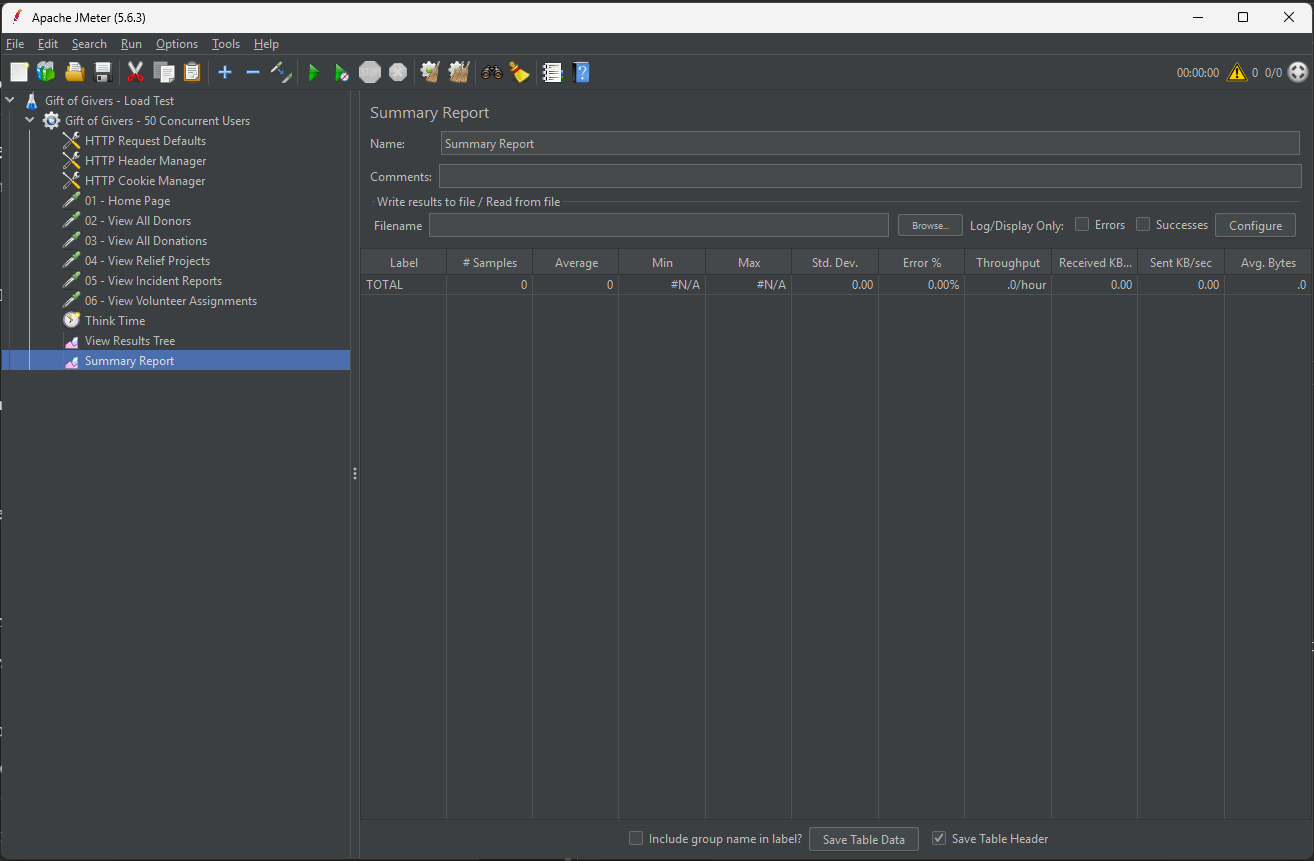 Apache JMeter (5.6.3)
File Edit Search Run Options Tools Help
STOP
00:00:00 0 0/0
Gift of Givers - Load Test
Gift of Givers - 50 Concurrent Users
HTTP Request Defaults
HTTP Header Manager
HTTP Cookie Manager
01 - Home Page
02 - View All Donors
03 - View All Donations
04 - View Relief Projects
05 - View Incident Reports
06 - View Volunteer Assignments
Think Time
View Results Tree
Summary Report
Summary Report
Name: Summary Report
Comments:
Write results to file / Read from file
Filename Browse... Log/Display Only: Errors Successes Configure
Label # Samples Average Min Max Std. Dev. Error % Throughput Received KB... Sent KB/sec Avg. Bytes
TOTAL 0 0 #N/A #N/A 0.00 0.00% .0/hour 0.00 0.00 .0
Include group name in label? Save Table Data Save Table Header